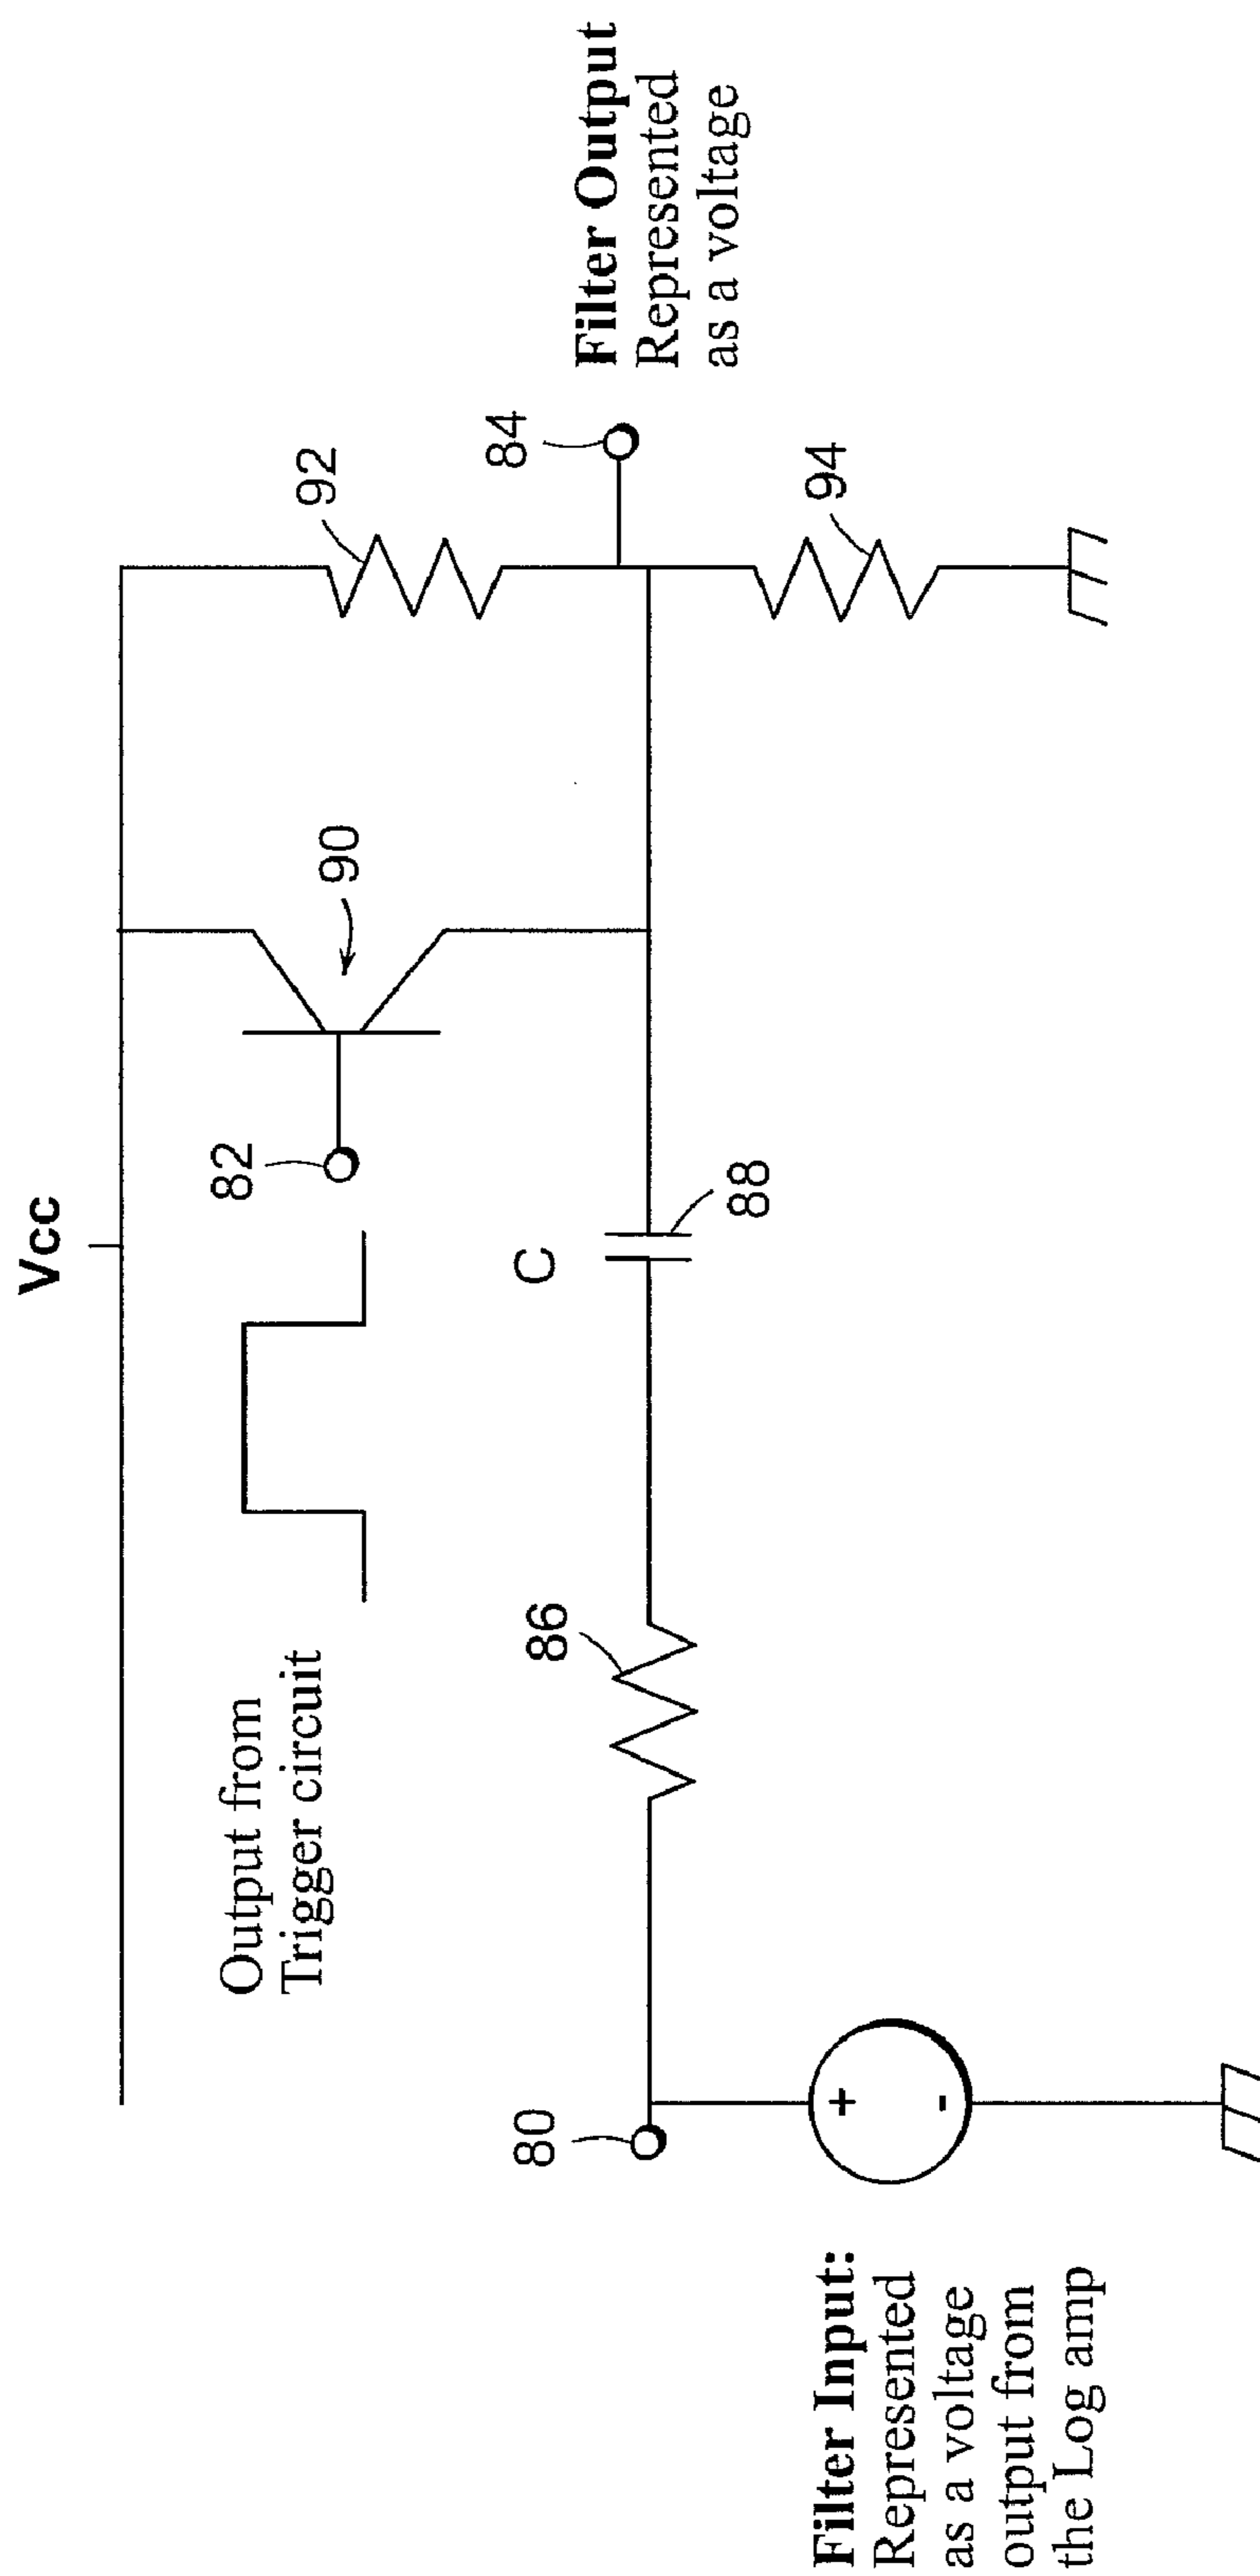 Vcc
Output from
Trigger circuit
82
90
92
84
Filter Output
Represented
as a voltage
C
88
86
94
80
+
-
Filter Input:
Represented
as a voltage
output from
the Log amp